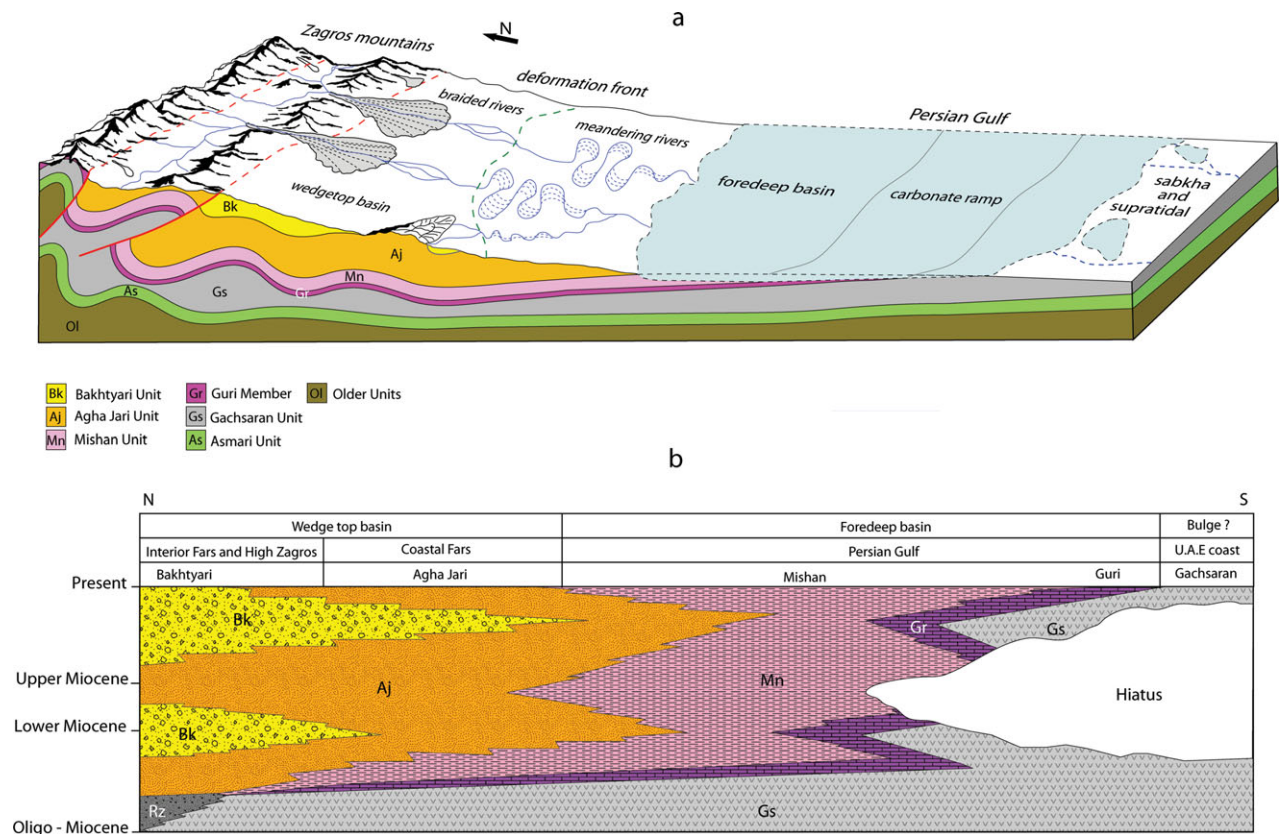 a
Zagros mountains
N
deformation front
braided rivers
meandering rivers
Persian Gulf
wedgetop basin
foredeep basin
carbonate ramp
sabkha
and
supratidal
Bk
Aj
Mn
Gr
Gs
As
Ol
Bk Bakhtyari Unit
Gr Guri Member
Ol Older Units
Aj Agha Jari Unit
Gs Gachsaran Unit
Mn Mishan Unit
As Asmari Unit
b
N S
Wedge top basin Foredeep basin Bulge ?
Interior Fars and High Zagros Coastal Fars Persian Gulf U.A.E coast
Bakhtyari Agha Jari Mishan Guri Gachsaran
Present
Bk
Gr
Gs
Upper Miocene
Aj
Mn
Hiatus
Lower Miocene
Bk
Rz
Gs
Oligo - Miocene